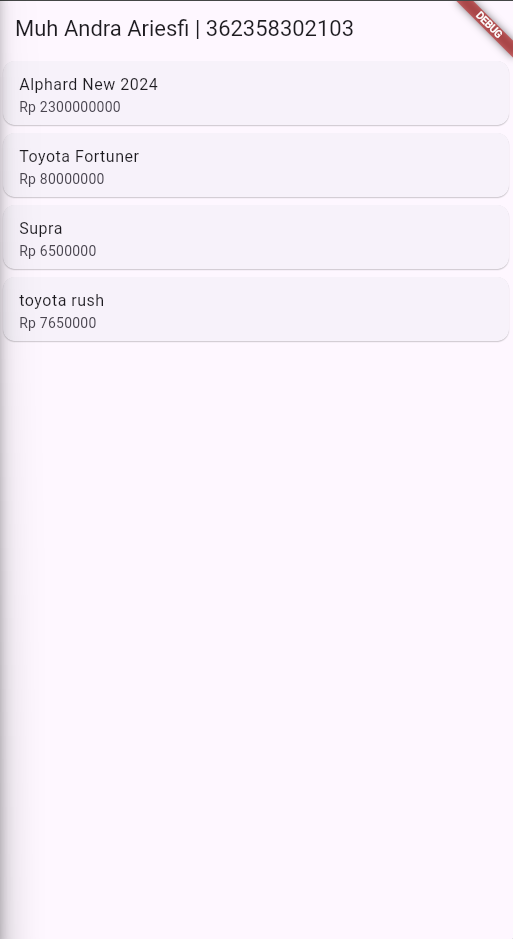 Muh Andra Ariesfi | 362358302103
DEBUG
Alphard New 2024
Rp 2300000000
Toyota Fortuner
Rp 80000000
Supra
Rp 6500000
toyota rush
Rp 7650000